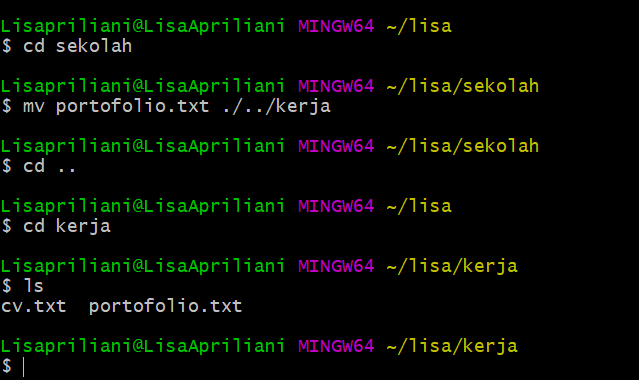 Lisapriliani@LisaApriliani MINGW64 ~/lisa
$ cd sekolah
Lisapriliani@LisaApriliani MINGW64 ~/lisa/sekolah
$ mv portofolio.txt ./../kerja
Lisapriliani@LisaApriliani MINGW64 ~/lisa/sekolah
$ cd ..
Lisapriliani@LisaApriliani MINGW64 ~/lisa
$ cd kerja
Lisapriliani@LisaApriliani MINGW64 ~/lisa/kerja
$ ls
cv.txt  portofolio.txt
Lisapriliani@LisaApriliani MINGW64 ~/lisa/kerja
$